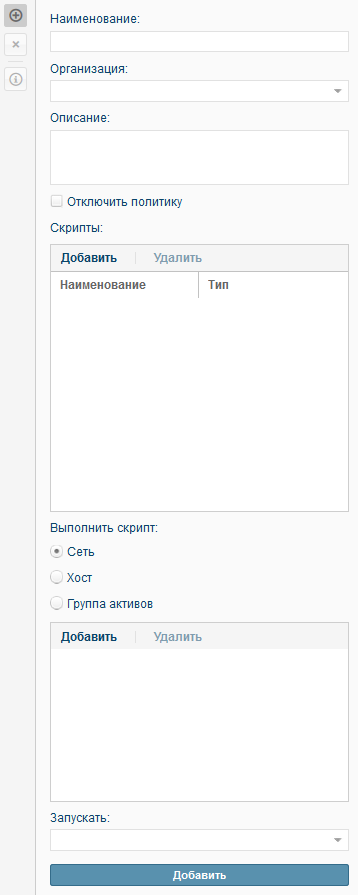 Наименование:
Организация:
Описание:
Отключить политику
Скрипты:
Добавить Удалить
Наименование Тип
Выполнить скрипт:
Сеть
Хост
Группа активов
Добавить Удалить
Запускать:
Добавить